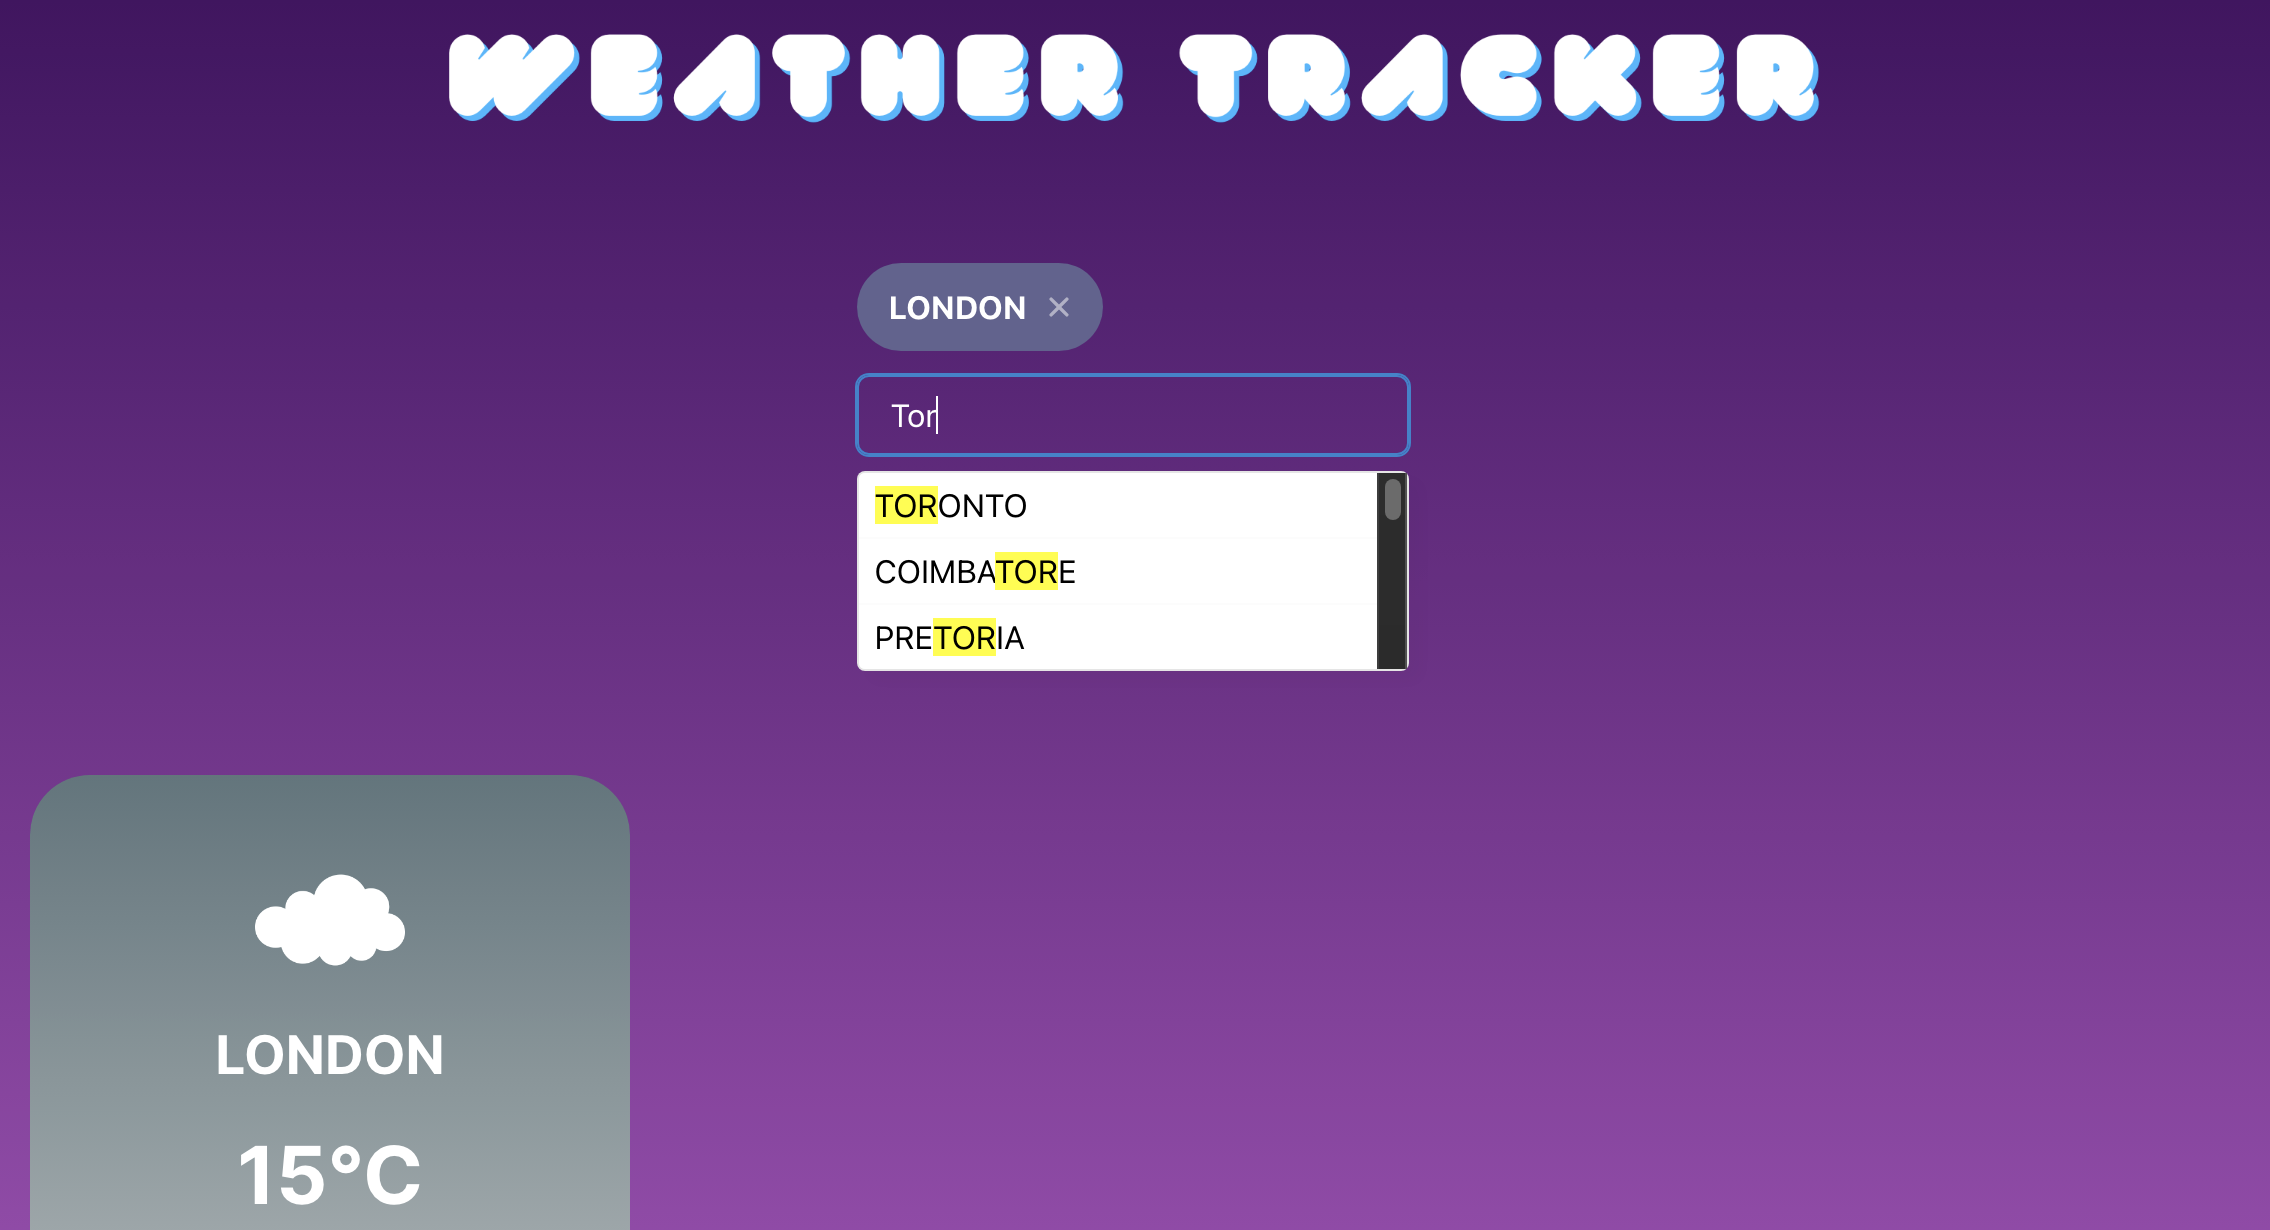 WEATHER TRACKER
LONDON ×
Tor
TORONTO
COIMBATORE
PRETORIA
LONDON
15°C